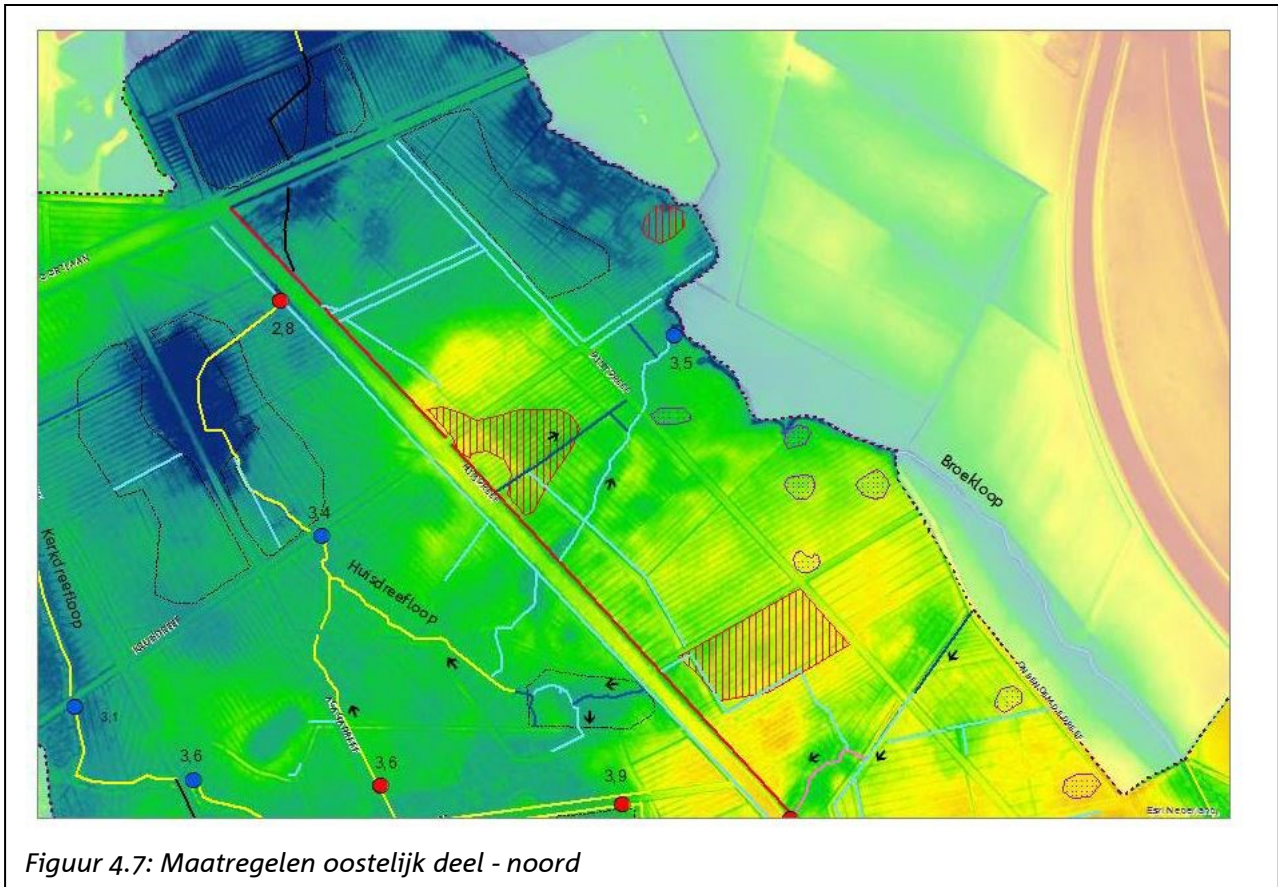 2,8
3,5
3,4
Broekloop
Kerkdreefloop
Huisdreefloop
3,1
3,6
3,6
3,9
Esri Nederland
Figuur 4.7: Maatregelen oostelijk deel - noord